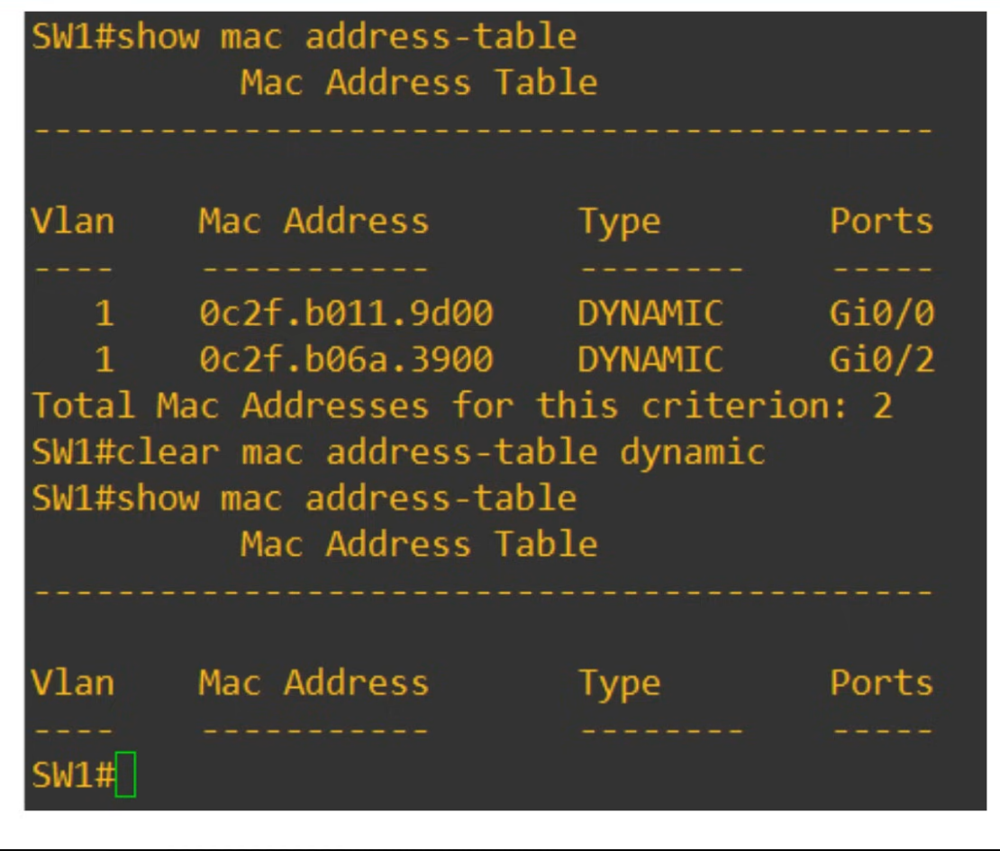 SW1#show mac address-table
Mac Address Table
-------------------------------------------
Vlan    Mac Address       Type        Ports
----    -----------       --------    -----
1    0c2f.b011.9d00    DYNAMIC     Gi0/0
1    0c2f.b06a.3900    DYNAMIC     Gi0/2
Total Mac Addresses for this criterion: 2
SW1#clear mac address-table dynamic
SW1#show mac address-table
Mac Address Table
-------------------------------------------
Vlan    Mac Address       Type        Ports
----    -----------       --------    -----
SW1#